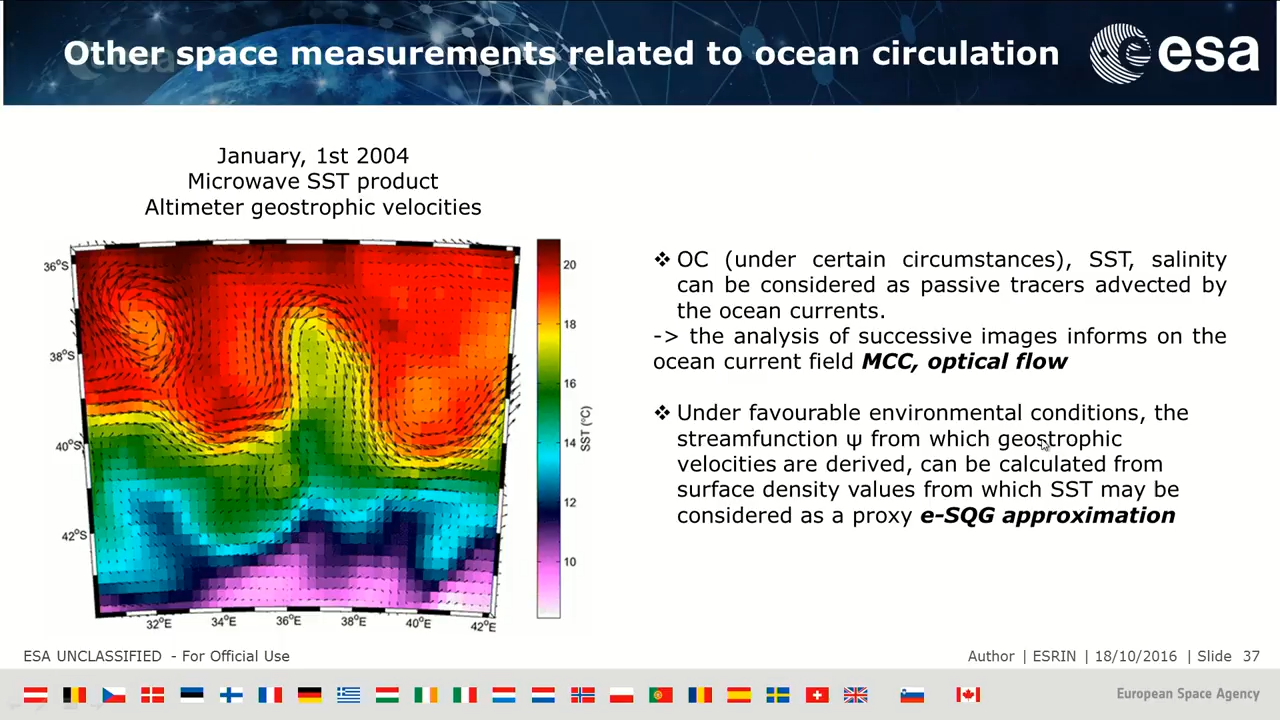 Other space measurements related to ocean circulation
esa
January, 1st 2004
Microwave SST product
Altimeter geostrophic velocities
36°S
38°S
40°S
42°S
32°E
34°E
36°E
38°E
40°E
42°E
20
18
16
14
12
10
SST (°C)
❖ OC (under certain circumstances), SST, salinity
can be considered as passive tracers advected by
the ocean currents.
-> the analysis of successive images informs on the
ocean current field MCC, optical flow
❖ Under favourable environmental conditions, the
streamfunction ψ from which geostrophic
velocities are derived, can be calculated from
surface density values from which SST may be
considered as a proxy e-SQG approximation
ESA UNCLASSIFIED - For Official Use
Author | ESRIN | 18/10/2016 | Slide 37
European Space Agency